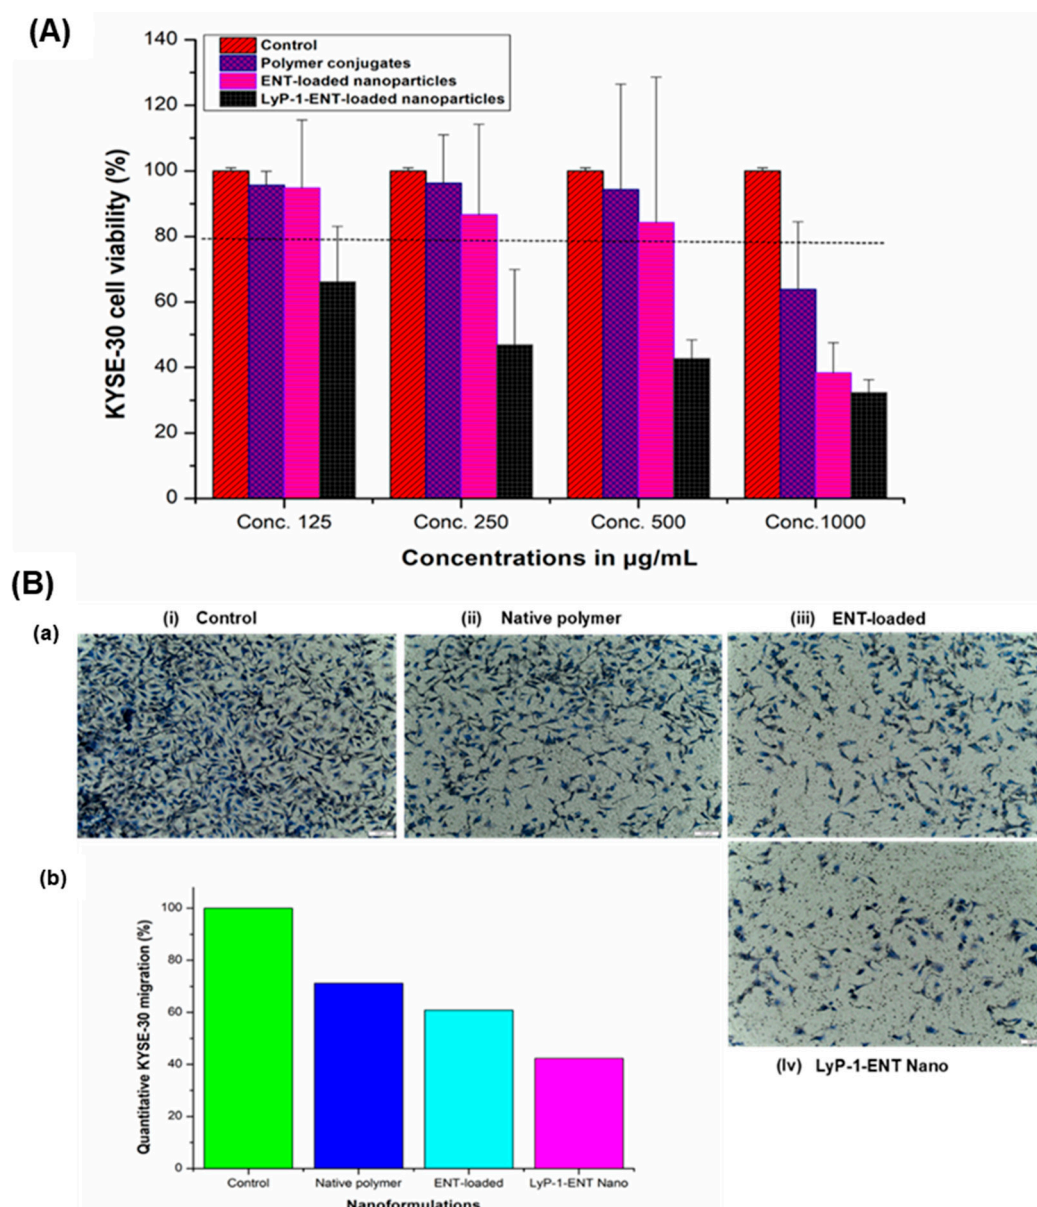 (A)
140
120
100
80
60
40
20
0
KYSE-30 cell viability (%)
Control
Polymer conjugates
ENT-loaded nanoparticles
LyP-1-ENT-loaded nanoparticles
Conc. 125
Conc. 250
Conc. 500
Conc.1000
Concentrations in µg/mL
(B)
(a)
(i) Control
(ii) Native polymer
(iii) ENT-loaded
(Iv) LyP-1-ENT Nano
(b)
Quantitative KYSE-30 migration (%)
100
80
60
40
20
0
Control
Native polymer
ENT-loaded
LyP-1-ENT Nano
Nanoformulations